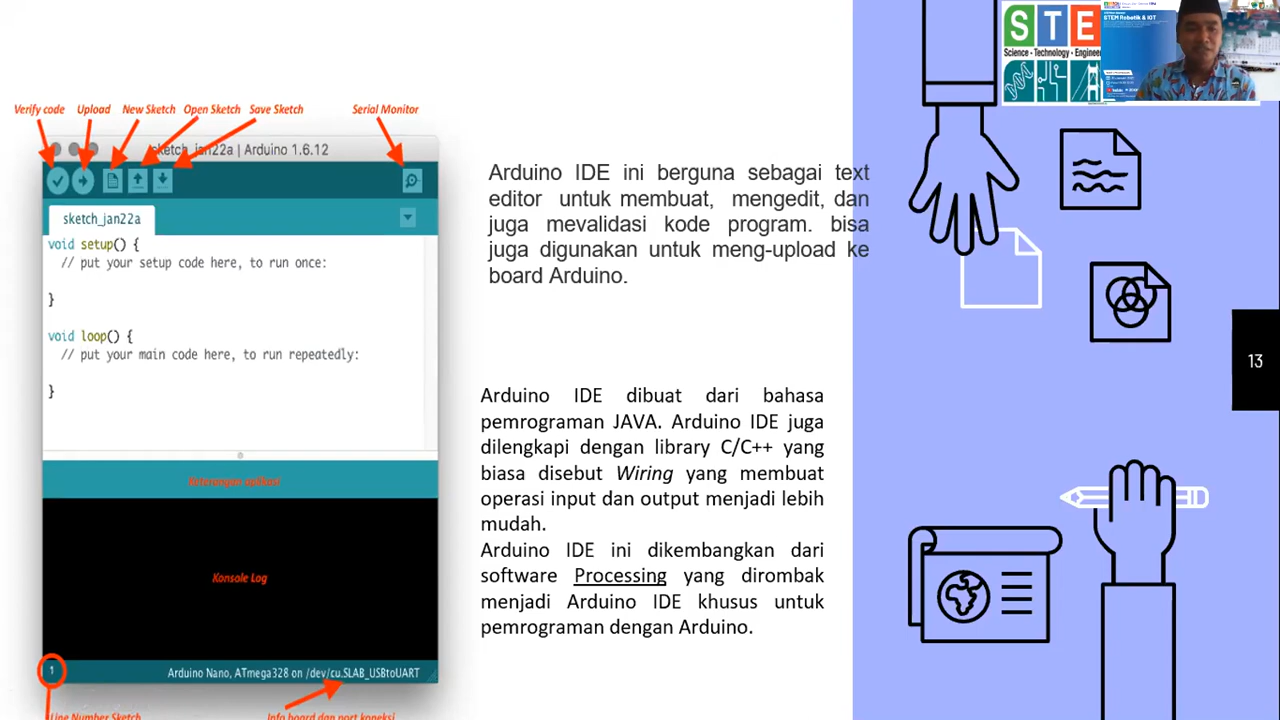 STE
Science - Technology - Enginee
STEM Robotik & IOT
Verify code
Upload
New Sketch
Open Sketch
Save Sketch
Serial Monitor
sketch_jan22a | Arduino 1.6.12
sketch_jan22a
void setup() {
// put your setup code here, to run once:
}
void loop() {
// put your main code here, to run repeatedly:
}
Keterangan aplikasi
Konsole Log
1
Arduino Nano, ATmega328 on /dev/cu.SLAB_USBtoUART
Line Number Sketch
Info board dan port koneksi
Arduino IDE ini berguna sebagai text
editor untuk membuat, mengedit, dan
juga mevalidasi kode program. bisa
juga digunakan untuk meng-upload ke
board Arduino.
Arduino IDE dibuat dari bahasa
pemrograman JAVA. Arduino IDE juga
dilengkapi dengan library C/C++ yang
biasa disebut Wiring yang membuat
operasi input dan output menjadi lebih
mudah.
Arduino IDE ini dikembangkan dari
software Processing yang dirombak
menjadi Arduino IDE khusus untuk
pemrograman dengan Arduino.
13